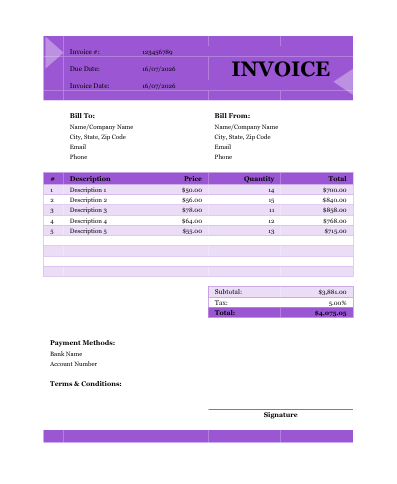 Invoice #: 123456789
Due Date: 16/07/2026
INVOICE
Invoice Date: 16/07/2026
Bill To: Bill From:
Name/Company Name Name/Company Name
City, State, Zip Code City, State, Zip Code
Email Email
Phone Phone
# Description Price Quantity Total
1 Description 1 $50.00 14 $700.00
2 Description 2 $56.00 15 $840.00
3 Description 3 $78.00 11 $858.00
4 Description 4 $64.00 12 $768.00
5 Description 5 $55.00 13 $715.00
Subtotal: $3,881.00
Tax: 5.00%
Total: $4,075.05
Payment Methods:
Bank Name
Account Number
Terms & Conditions:
Signature